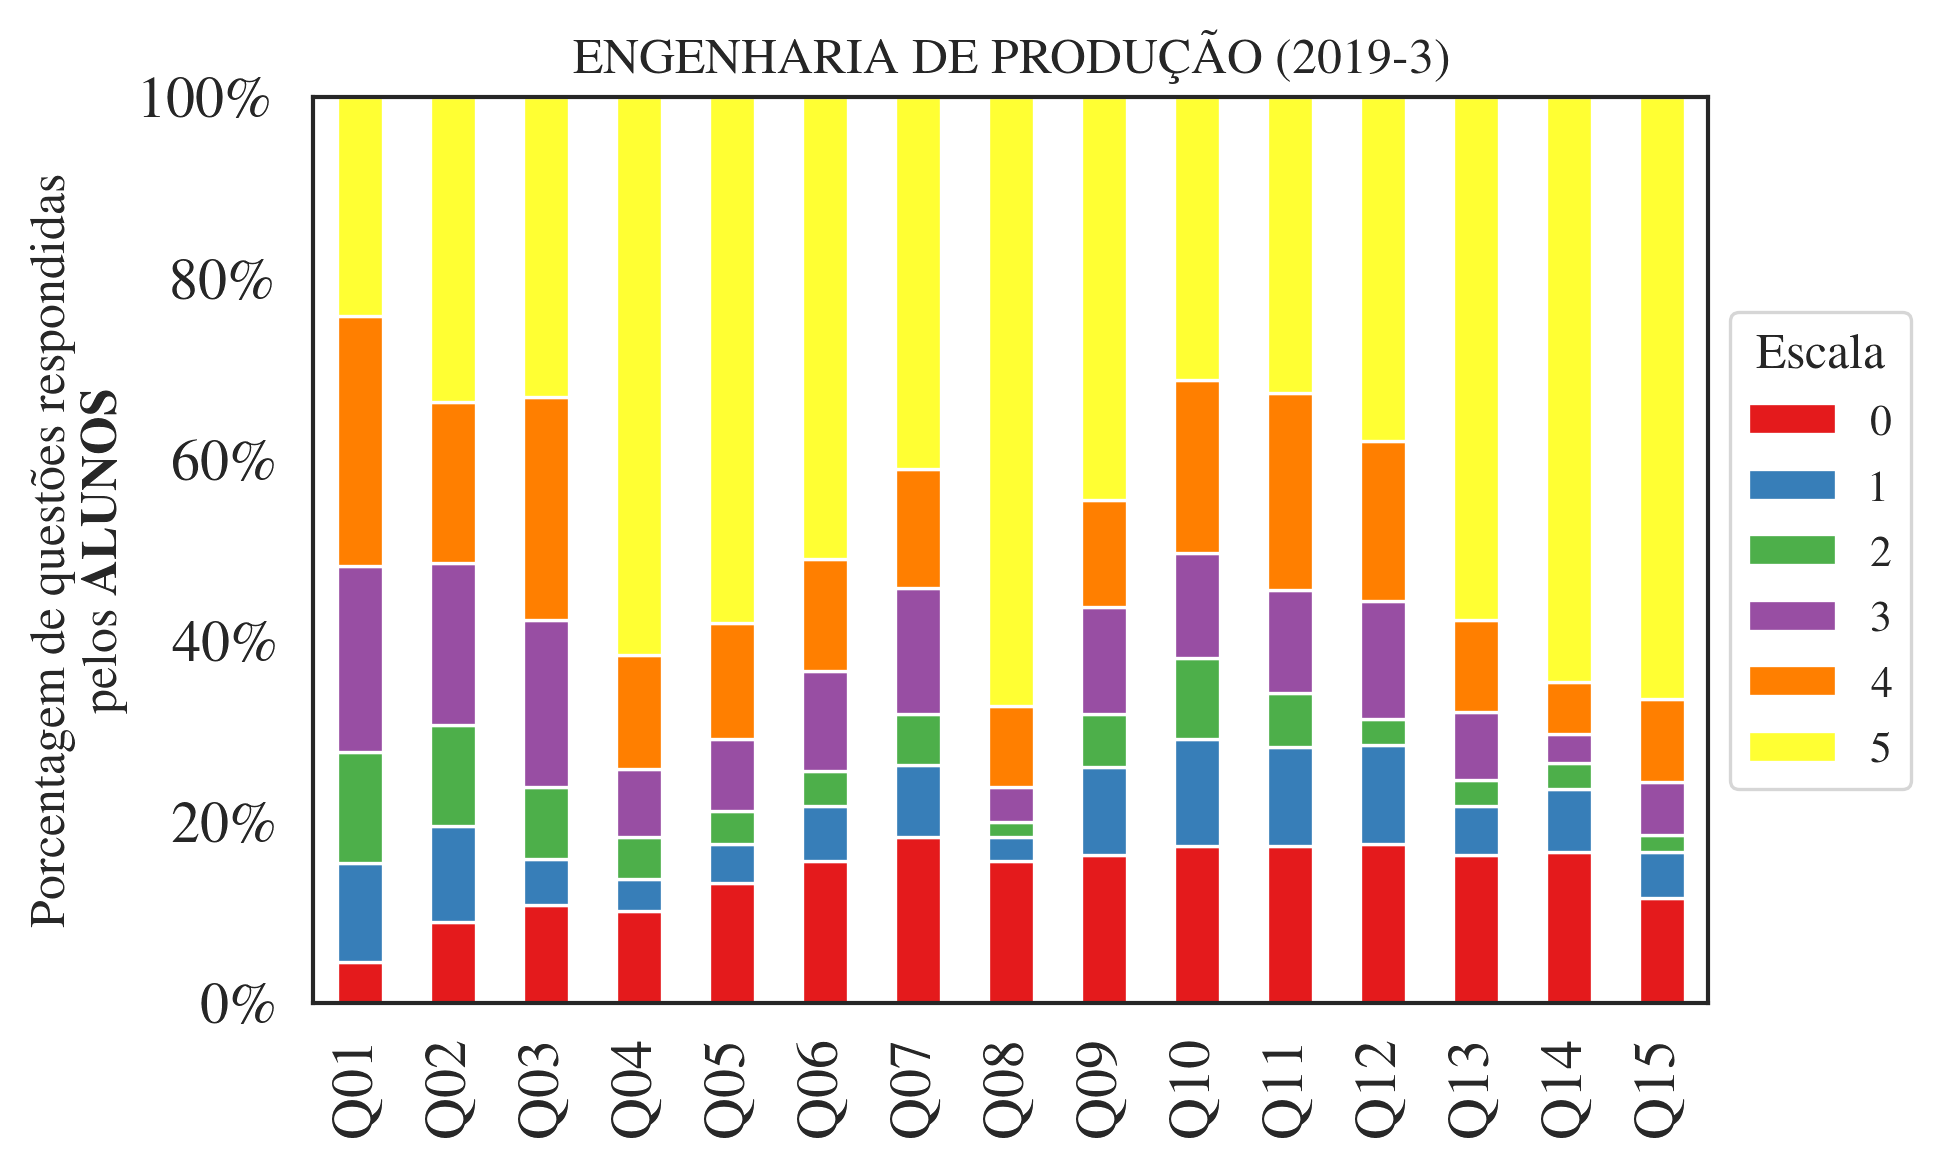 ENGENHARIA DE PRODUÇÃO (2019-3)
Porcentagem de questões respondidas
pelos ALUNOS
100%
80%
60%
40%
20%
0%
Q01
Q02
Q03
Q04
Q05
Q06
Q07
Q08
Q09
Q10
Q11
Q12
Q13
Q14
Q15
Escala
0
1
2
3
4
5